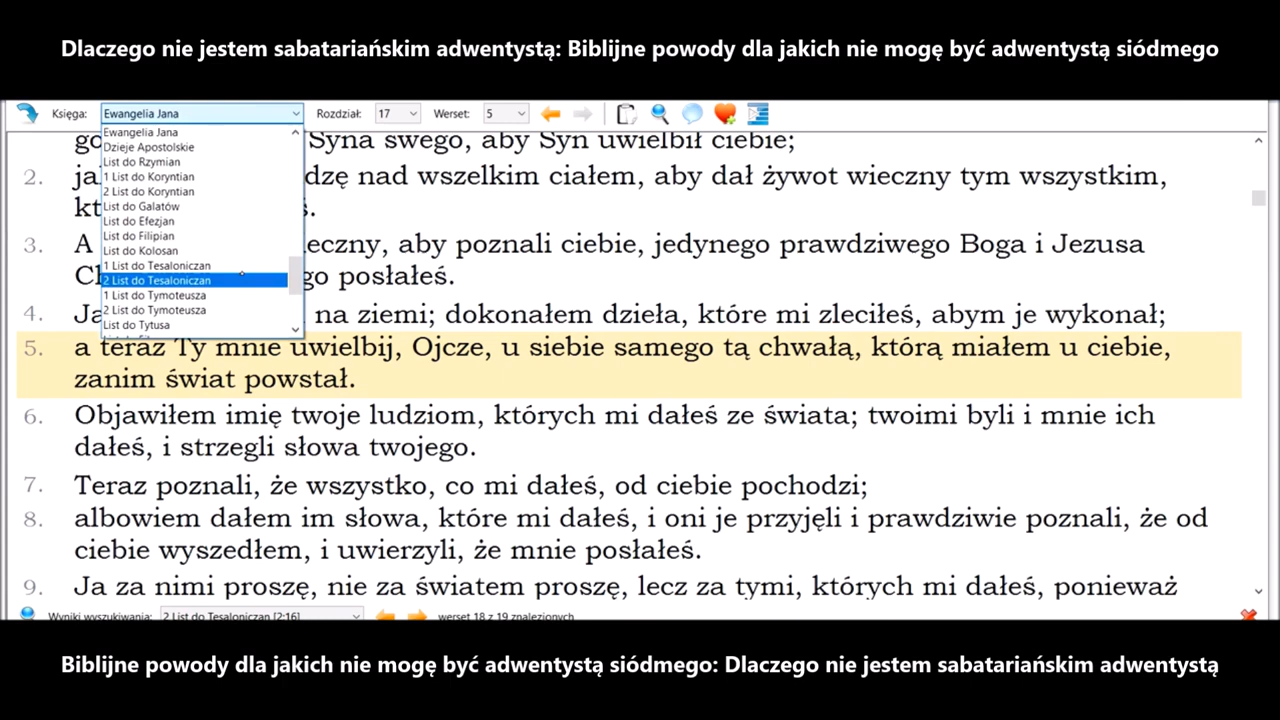 Dlaczego nie jestem sabatariańskim adwentystą: Biblijne powody dla jakich nie mogę być adwentystą siódmego
Księga: Ewangelia Jana Rozdział: 17 Werset: 5
Ewangelia Jana
Dzieje Apostolskie
List do Rzymian
1 List do Koryntian
2 List do Koryntian
List do Galatów
List do Efezjan
List do Filipian
List do Kolosan
1 List do Tesaloniczan
2 List do Tesaloniczan
1 List do Tymoteusza
2 List do Tymoteusza
List do Tytusa
go Syna swego, aby Syn uwielbił ciebie;
2. ja dzę nad wszelkim ciałem, aby dał żywot wieczny tym wszystkim,
kt ś.
3. A eczny, aby poznali ciebie, jedynego prawdziwego Boga i Jezusa
Ch go posłałeś.
4. Ja na ziemi; dokonałem dzieła, które mi zleciłeś, abym je wykonał;
5. a teraz Ty mnie uwielbij, Ojcze, u siebie samego tą chwałą, którą miałem u ciebie,
zanim świat powstał.
6. Objawiłem imię twoje ludziom, których mi dałeś ze świata; twoimi byli i mnie ich
dałeś, i strzegli słowa twojego.
7. Teraz poznali, że wszystko, co mi dałeś, od ciebie pochodzi;
8. albowiem dałem im słowa, które mi dałeś, i oni je przyjęli i prawdziwie poznali, że od
ciebie wyszedłem, i uwierzyli, że mnie posłałeś.
9. Ja za nimi proszę, nie za światem proszę, lecz za tymi, których mi dałeś, ponieważ
Wyniki wyszukiwania: 2 List do Tesaloniczan [2:16] werset 18 z 19 znalezionych
Biblijne powody dla jakich nie mogę być adwentystą siódmego: Dlaczego nie jestem sabatariańskim adwentystą